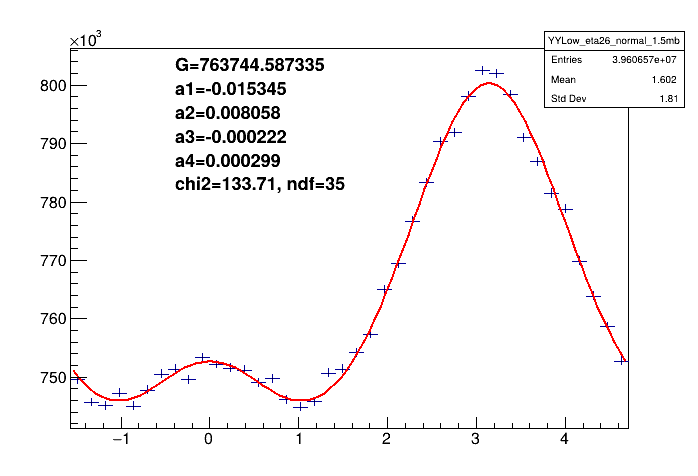 ×10³
YYLow_eta26_normal_1.5mb
Entries 3.960657e+07
Mean 1.602
Std Dev 1.81
G=763744.587335
a1=-0.015345
a2=0.008058
a3=-0.000222
a4=0.000299
chi2=133.71, ndf=35
800
790
780
770
760
750
−1 0 1 2 3 4